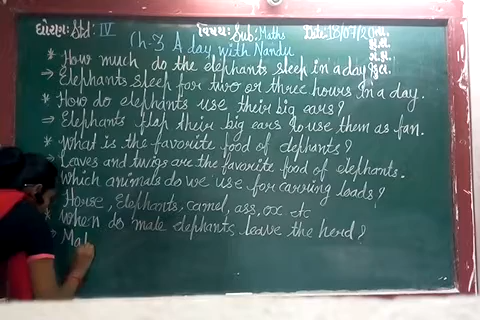 ધોરણ: Std: IV વિષય: Sub: Maths Date: 18/07/20
Ch-3 A day with Nandu
* How much do the elephants sleep in a day?
⇒ Elephants sleep for two or three hours in a day.
* How do elephants use their big ears?
⇒ Elephants flap their big ears to use them as fan.
* What is the favorite food of elephants?
Leaves and twigs are the favorite food of elephants.
Which animals do we use for carring loads?
House, Elephants, camel, ass, ox etc
* When do male elephants leave the herd?
⇒ Mal